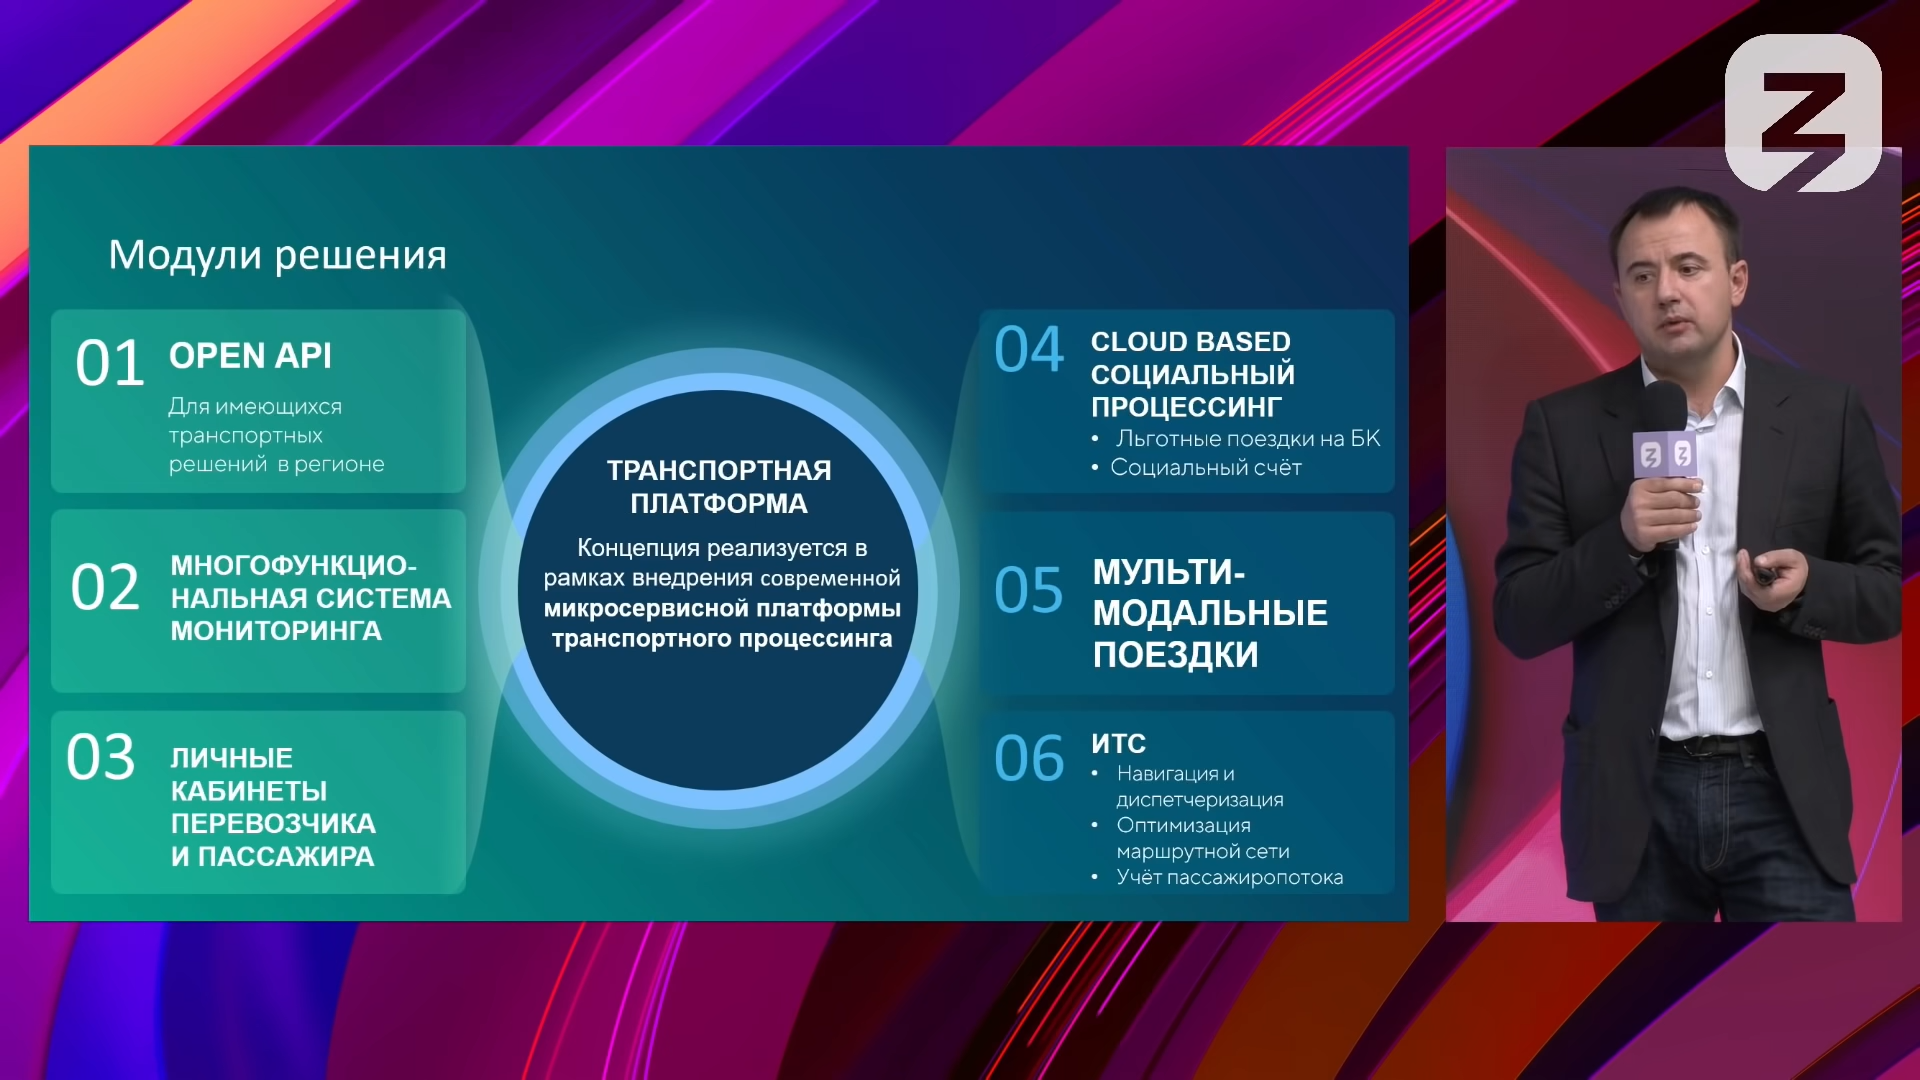 Модули решения
01
OPEN API
Для имеющихся
транспортных
решений в регионе
02
МНОГОФУНКЦИО-
НАЛЬНАЯ СИСТЕМА
МОНИТОРИНГА
03
ЛИЧНЫЕ
КАБИНЕТЫ
ПЕРЕВОЗЧИКА
И ПАССАЖИРА
ТРАНСПОРТНАЯ
ПЛАТФОРМА
Концепция реализуется в
рамках внедрения современной
микросервисной платформы
транспортного процессинга
04
CLOUD BASED
СОЦИАЛЬНЫЙ
ПРОЦЕССИНГ
• Льготные поездки на БК
• Социальный счёт
05
МУЛЬТИ-
МОДАЛЬНЫЕ
ПОЕЗДКИ
06
ИТС
• Навигация и
диспетчеризация
• Оптимизация
маршрутной сети
• Учёт пассажиропотока